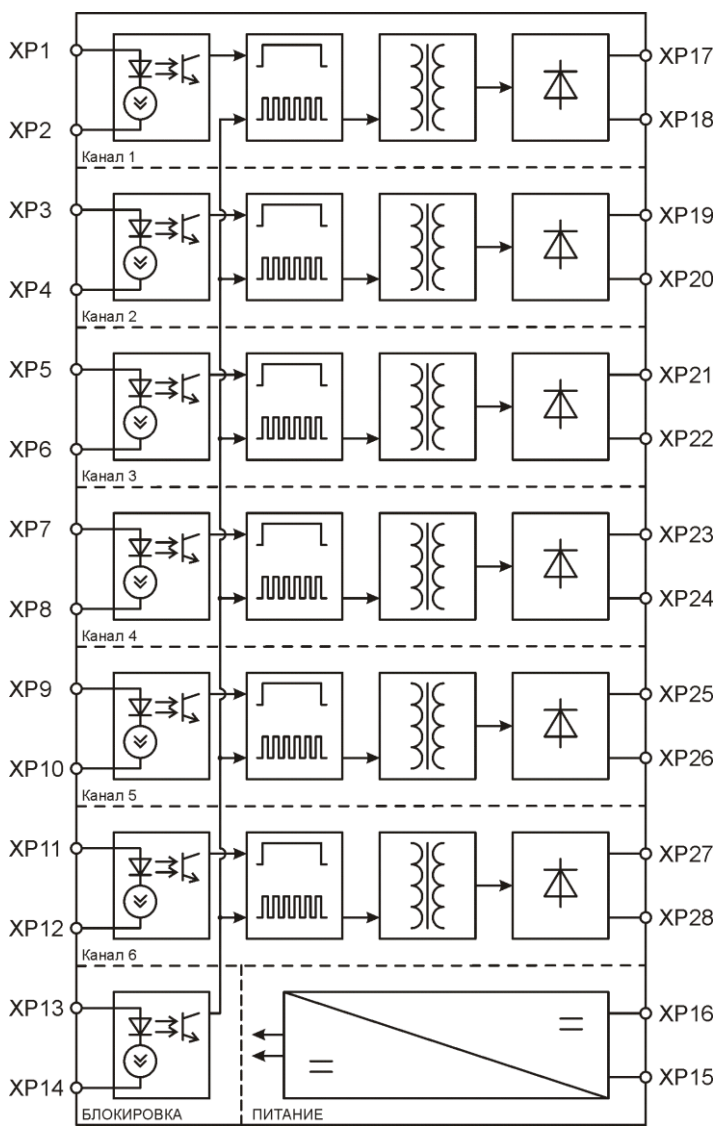 XP1
XP17
XP2
XP18
Канал 1
XP3
XP19
XP4
XP20
Канал 2
XP5
XP21
XP6
XP22
Канал 3
XP7
XP23
XP8
XP24
Канал 4
XP9
XP25
XP10
XP26
Канал 5
XP11
XP27
XP12
XP28
Канал 6
XP13
XP16
XP14
XP15
БЛОКИРОВКА
ПИТАНИЕ